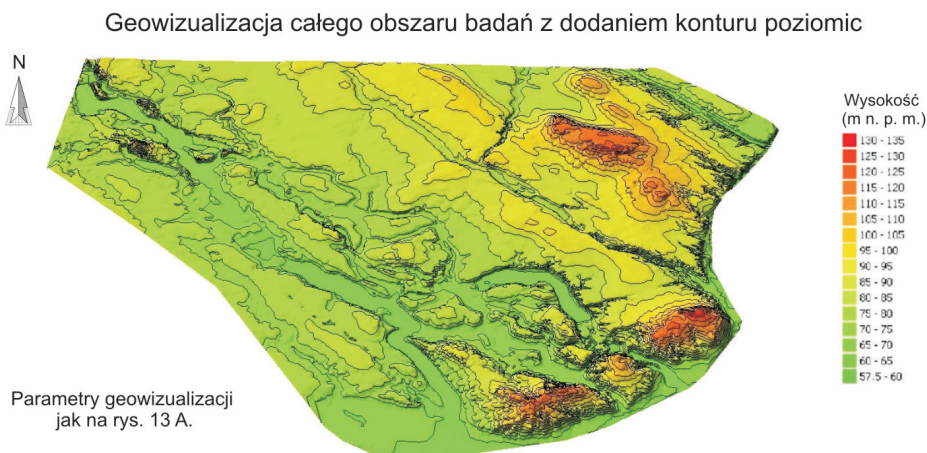 Geowizualizacja całego obszaru badań z dodaniem konturu poziomic
N
Wysokość
(m n. p. m.)
130 - 135
125 - 130
120 - 125
115 - 120
110 - 115
105 - 110
100 - 105
95 - 100
90 - 95
85 - 90
80 - 85
75 - 80
70 - 75
65 - 70
60 - 65
57.5 - 60
Parametry geowizualizacji
jak na rys. 13 A.